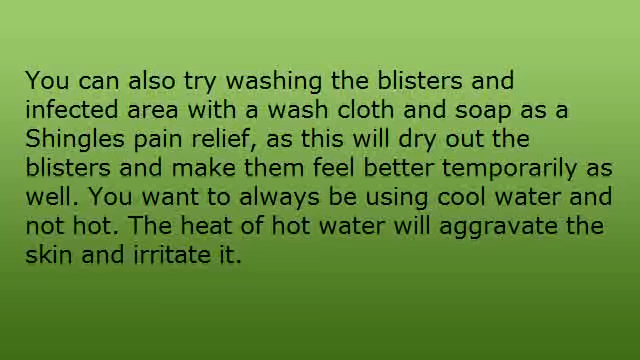 You can also try washing the blisters and
infected area with a wash cloth and soap as a
Shingles pain relief, as this will dry out the
blisters and make them feel better temporarily as
well. You want to always be using cool water and
not hot. The heat of hot water will aggravate the
skin and irritate it.